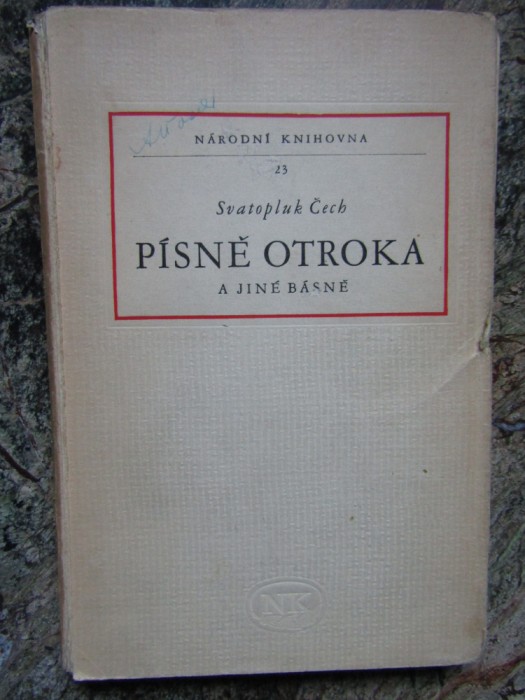 NÁRODNÍ KNIHOVNA
23
Svatopluk Čech
PÍSNĚ OTROKA
A JINÉ BÁSNĚ
NK